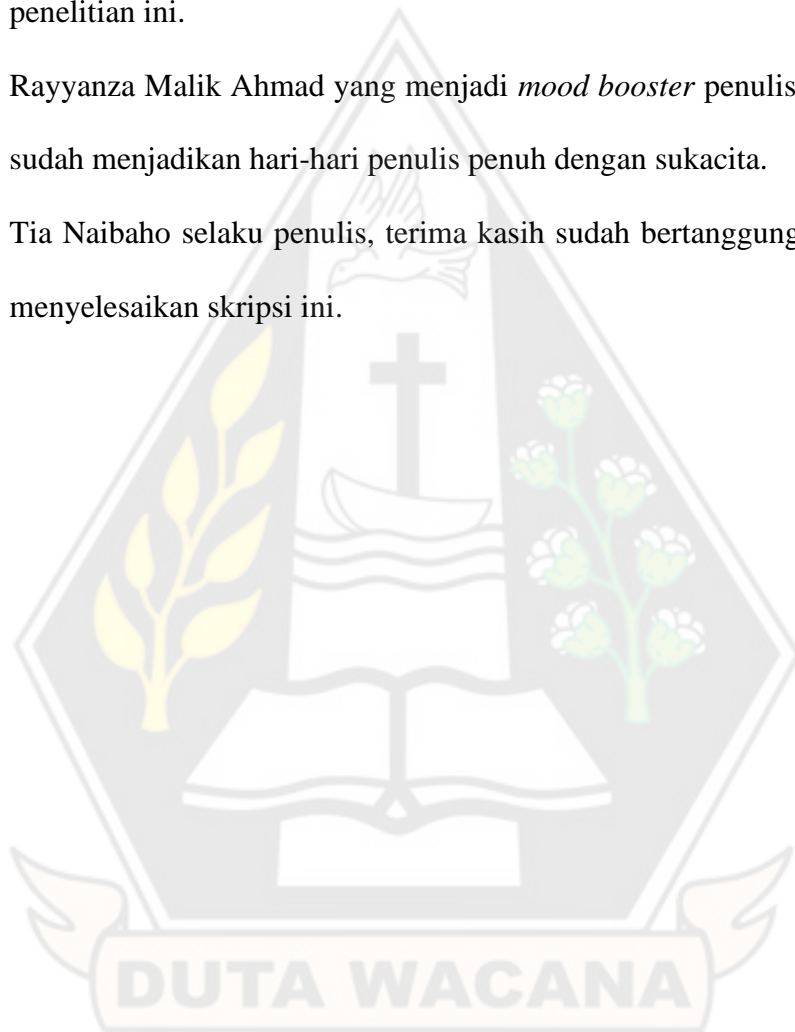 penelitian ini.
Rayyanza Malik Ahmad yang menjadi mood booster penulis
sudah menjadikan hari-hari penulis penuh dengan sukacita.
Tia Naibaho selaku penulis, terima kasih sudah bertanggung
menyelesaikan skripsi ini.
DUTA WACANA